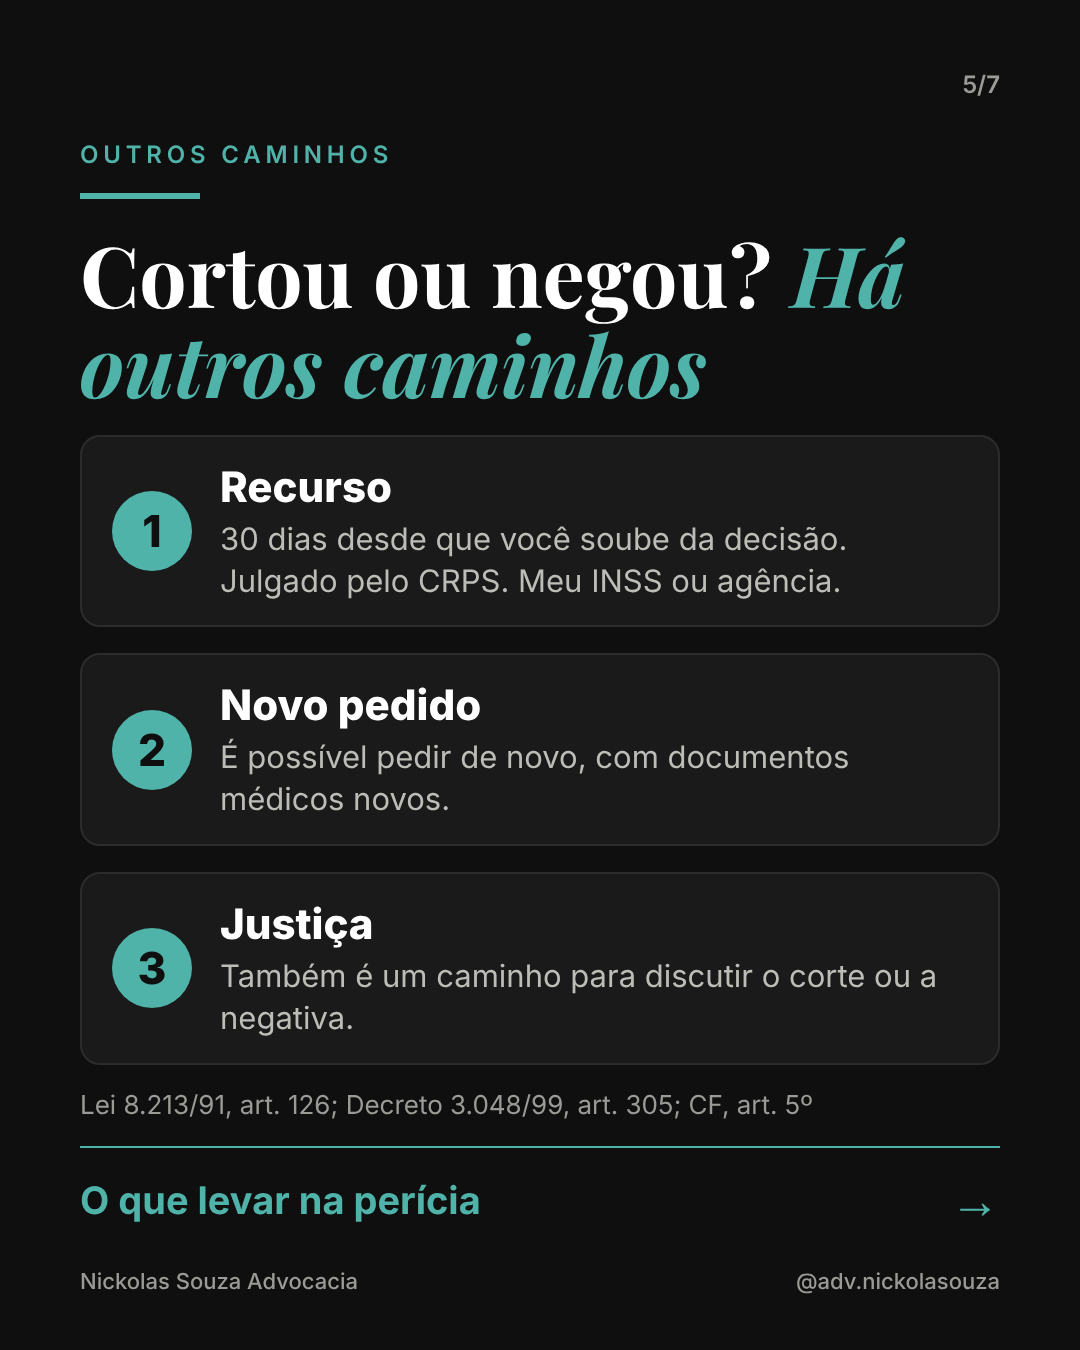 5/7
OUTROS CAMINHOS
Cortou ou negou? Há
outros caminhos
1
Recurso
30 dias desde que você soube da decisão.
Julgado pelo CRPS. Meu INSS ou agência.
2
Novo pedido
É possível pedir de novo, com documentos
médicos novos.
3
Justiça
Também é um caminho para discutir o corte ou a
negativa.
Lei 8.213/91, art. 126; Decreto 3.048/99, art. 305; CF, art. 5º
O que levar na perícia →
Nickolas Souza Advocacia
@adv.nickolasouza